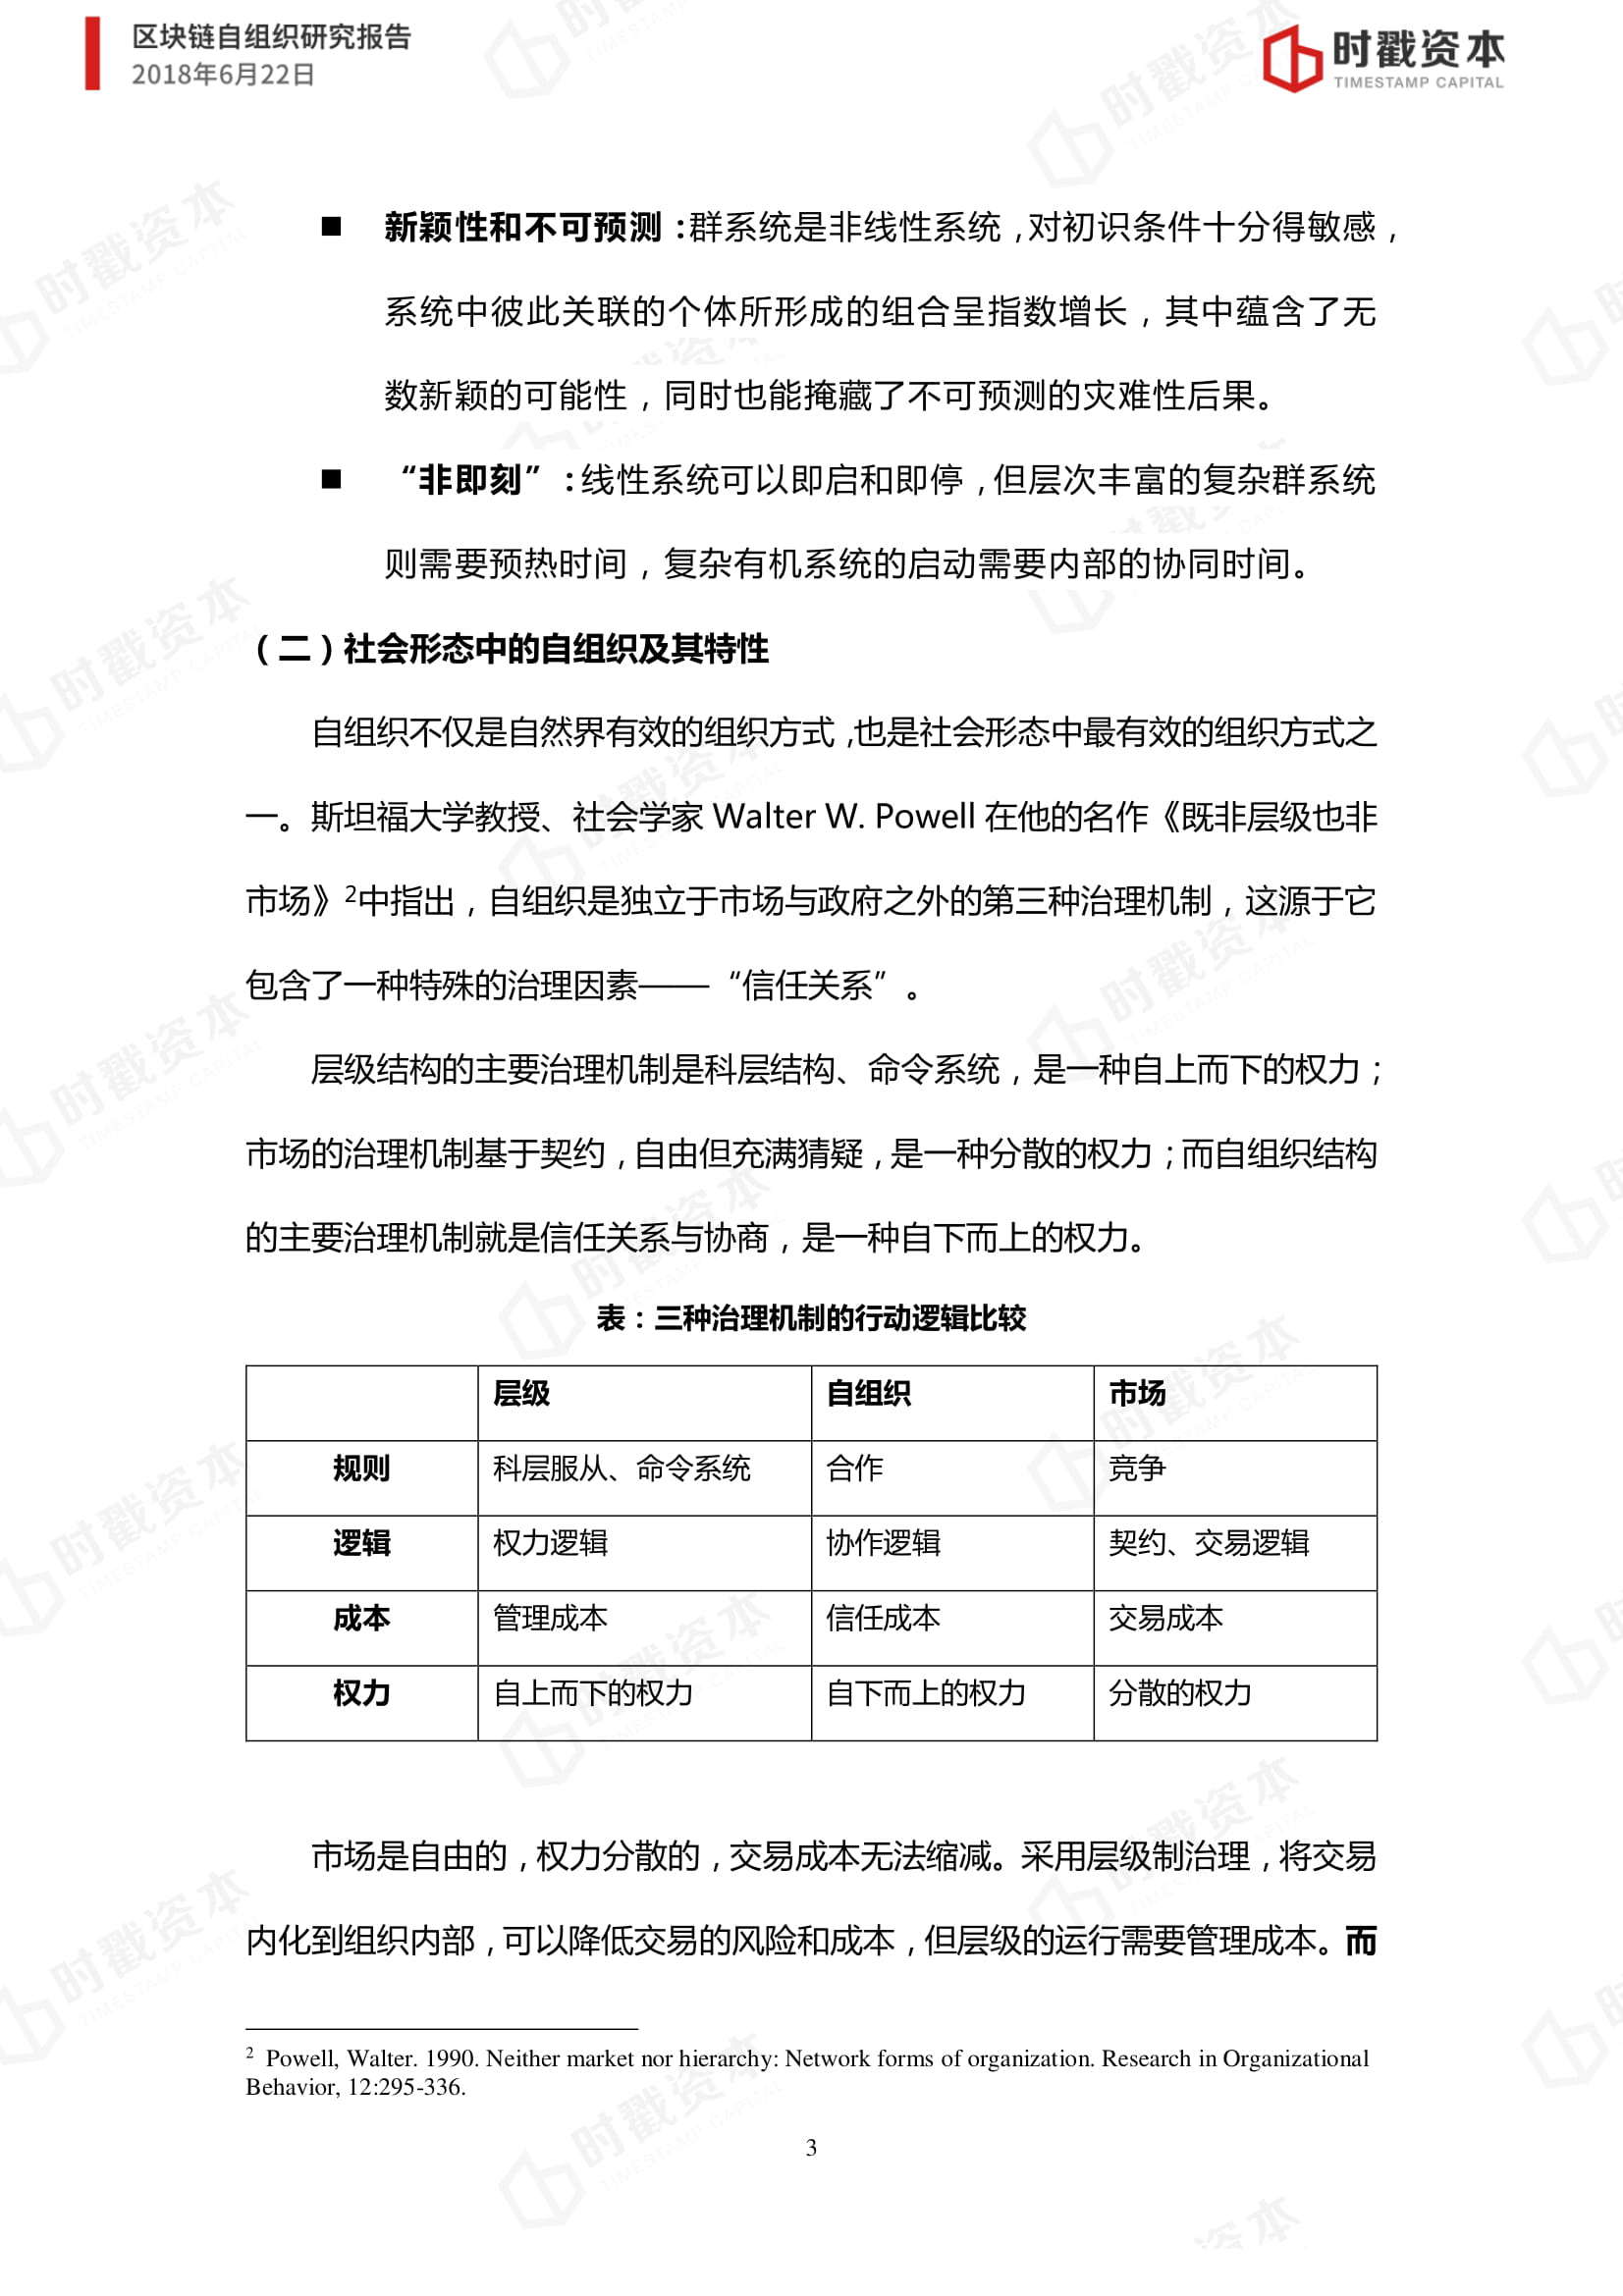 区块链自组织研究报告
2018年6月22日
时戳资本
TIMESTAMP CAPITAL
■ 新颖性和不可预测：群系统是非线性系统，对初识条件十分得敏感，
系统中彼此关联的个体所形成的组合呈指数增长，其中蕴含了无
数新颖的可能性，同时也能掩藏了不可预测的灾难性后果。
■ “非即刻”：线性系统可以即启和即停，但层次丰富的复杂群系统
则需要预热时间，复杂有机系统的启动需要内部的协同时间。
（二）社会形态中的自组织及其特性
自组织不仅是自然界有效的组织方式，也是社会形态中最有效的组织方式之
一。斯坦福大学教授、社会学家 Walter W. Powell 在他的名作《既非层级也非
市场》2中指出，自组织是独立于市场与政府之外的第三种治理机制，这源于它
包含了一种特殊的治理因素——“信任关系”。
层级结构的主要治理机制是科层结构、命令系统，是一种自上而下的权力；
市场的治理机制基于契约，自由但充满猜疑，是一种分散的权力；而自组织结构
的主要治理机制就是信任关系与协商，是一种自下而上的权力。
表：三种治理机制的行动逻辑比较
层级 自组织 市场
规则 科层服从、命令系统 合作 竞争
逻辑 权力逻辑 协作逻辑 契约、交易逻辑
成本 管理成本 信任成本 交易成本
权力 自上而下的权力 自下而上的权力 分散的权力
市场是自由的，权力分散的，交易成本无法缩减。采用层级制治理，将交易
内化到组织内部，可以降低交易的风险和成本，但层级的运行需要管理成本。而
2 Powell, Walter. 1990. Neither market nor hierarchy: Network forms of organization. Research in Organizational
Behavior, 12:295-336.
3